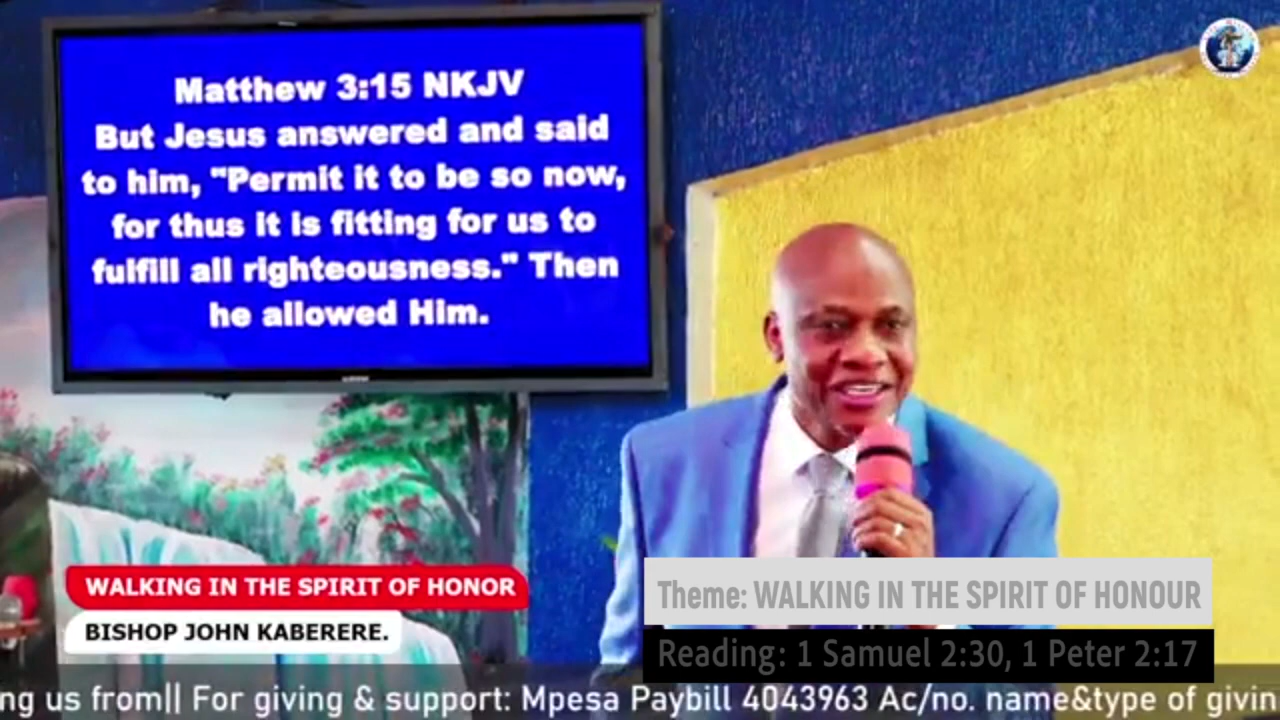 Matthew 3:15 NKJV
But Jesus answered and said
to him, "Permit it to be so now,
for thus it is fitting for us to
fulfill all righteousness." Then
he allowed Him.
WALKING IN THE SPIRIT OF HONOR
BISHOP JOHN KABERERE.
Theme: WALKING IN THE SPIRIT OF HONOUR
Reading: 1 Samuel 2:30, 1 Peter 2:17
ng us from|| For giving & support: Mpesa Paybill 4043963 Ac/no. name&type of givin